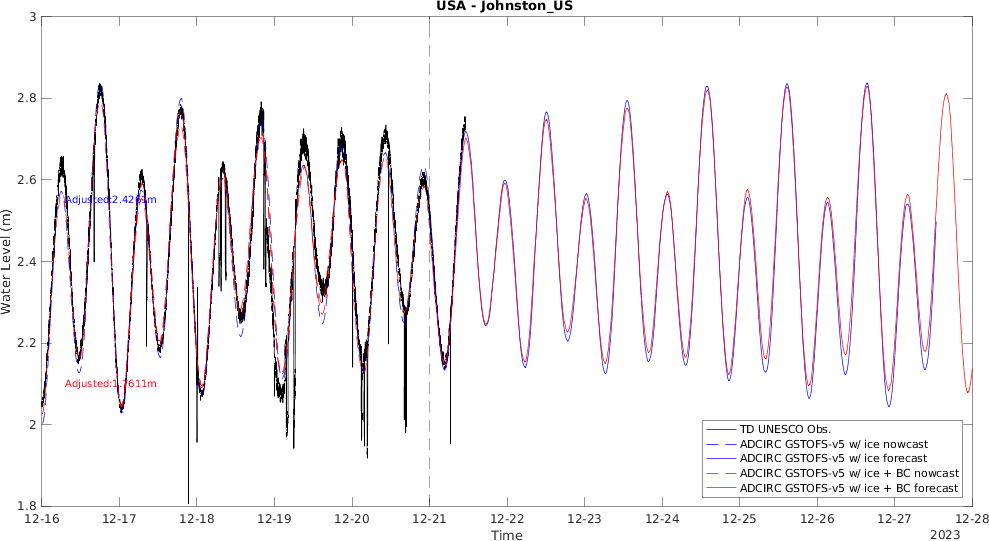 USA - Johnston_US
3
2.8
2.6
2.4
2.2
2
1.8
Water Level (m)
Adjusted:1.7611m
TD UNESCO Obs.
ADCIRC GSTOFS-v5 w/ ice nowcast
ADCIRC GSTOFS-v5 w/ ice forecast
ADCIRC GSTOFS-v5 w/ ice + BC nowcast
ADCIRC GSTOFS-v5 w/ ice + BC forecast
12-16 12-17 12-18 12-19 12-20 12-21 12-22 12-23 12-24 12-25 12-26 12-27 12-28
Time
2023